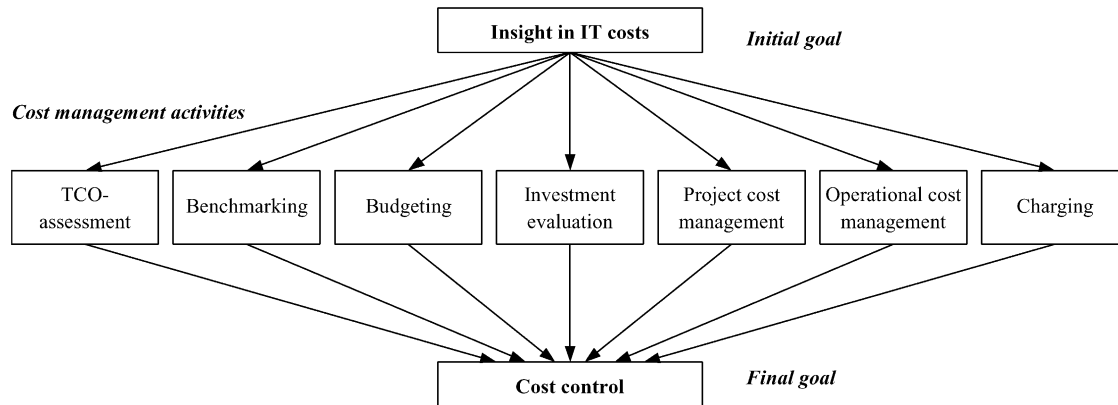 Insight in IT costs
Initial goal
Cost management activities
TCO-
assessment
Benchmarking
Budgeting
Investment
evaluation
Project cost
management
Operational cost
management
Charging
Cost control
Final goal